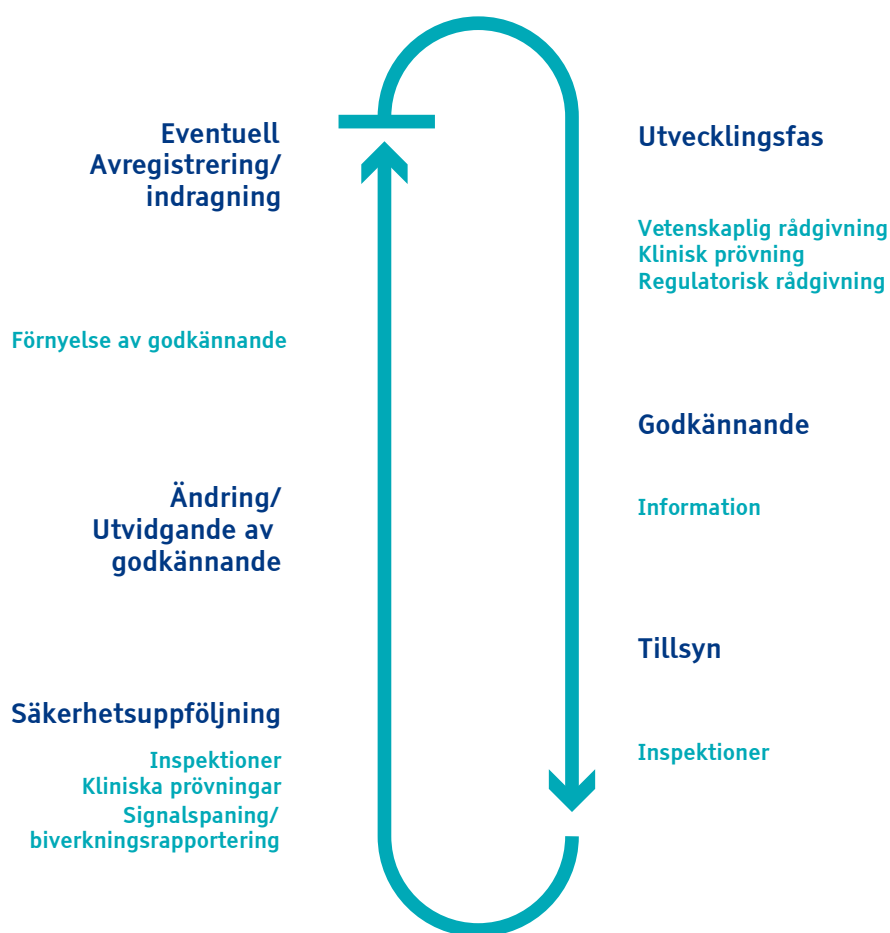 Utvecklingsfas
Vetenskaplig rådgivning
Klinisk prövning
Regulatorisk rådgivning
Godkännande
Information
Tillsyn
Inspektioner
Säkerhetsuppföljning
Inspektioner
Kliniska prövningar
Signalspaning/
biverkningsrapportering
Ändring/
Utvidgande av
godkännande
Förnyelse av godkännande
Eventuell
Avregistrering/
indragning